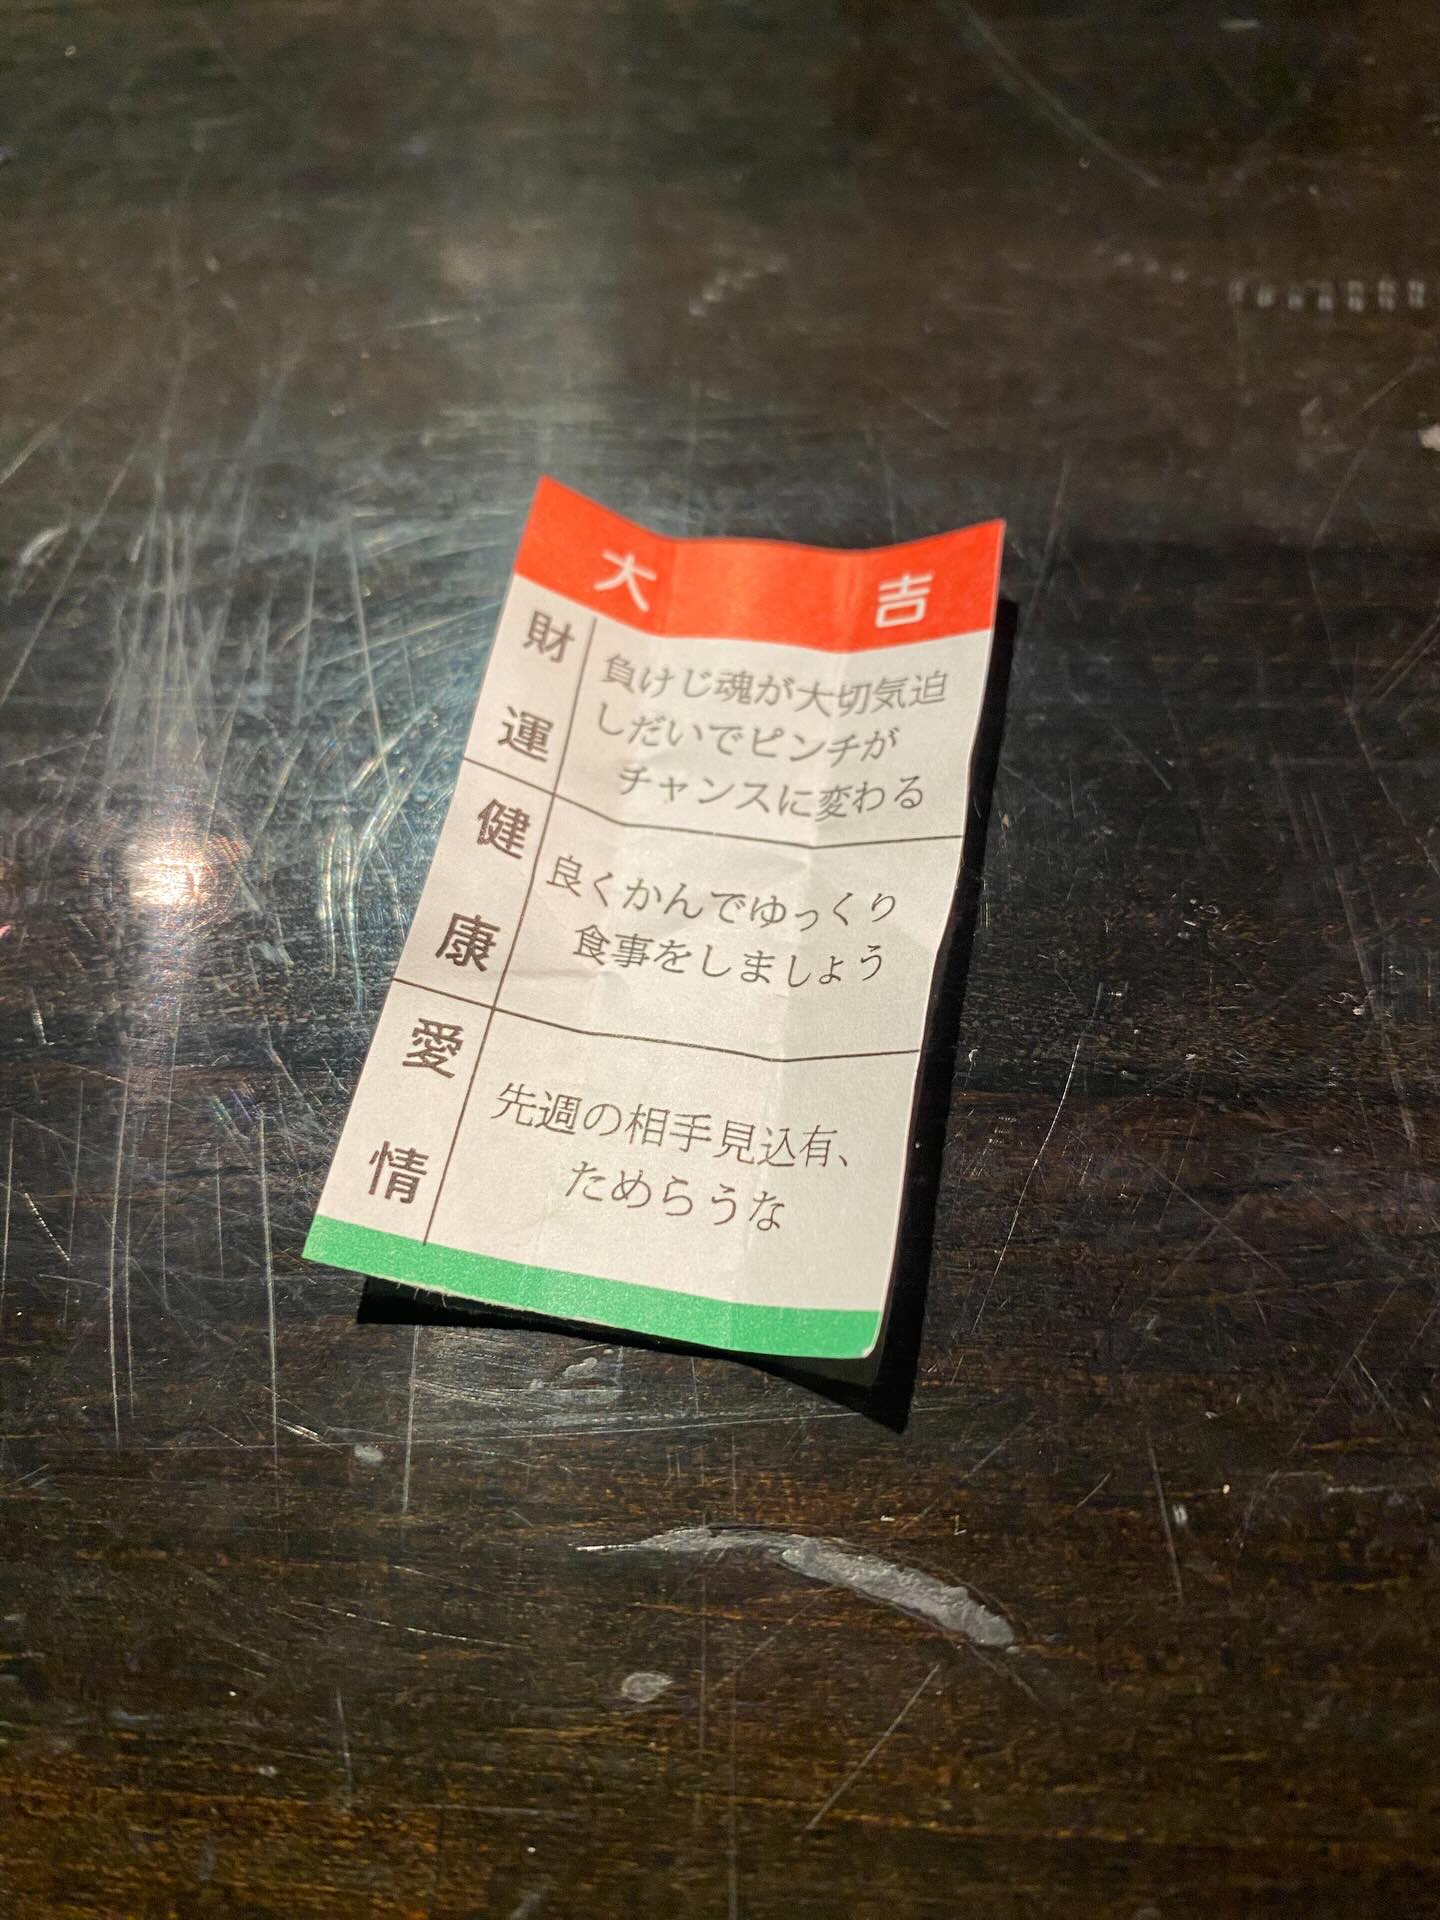 大吉
財運
負けじ魂が大切気迫
しだいでピンチが
チャンスに変わる
健康
良くかんでゆっくり
食事をしましょう
愛情
先週の相手見込有、
ためらうな